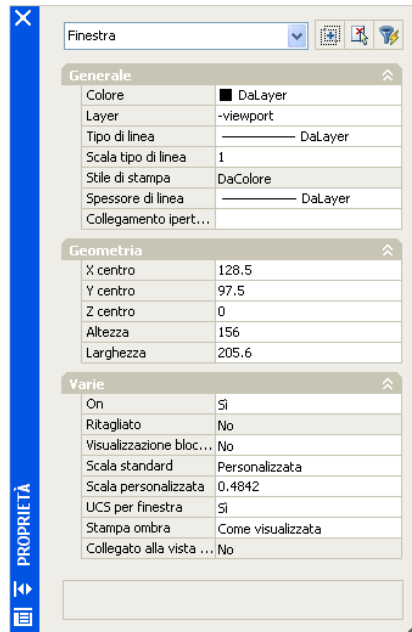 Finestra
Generale
Colore DaLayer
Layer -viewport
Tipo di linea DaLayer
Scala tipo di linea 1
Stile di stampa DaColore
Spessore di linea DaLayer
Collegamento ipert...
Geometria
X centro 128.5
Y centro 97.5
Z centro 0
Altezza 156
Larghezza 205.6
Varie
On Sì
Ritagliato No
Visualizzazione bloc... No
Scala standard Personalizzata
Scala personalizzata 0.4842
UCS per finestra Sì
Stampa ombra Come visualizzata
Collegato alla vista ... No
PROPRIETÀ